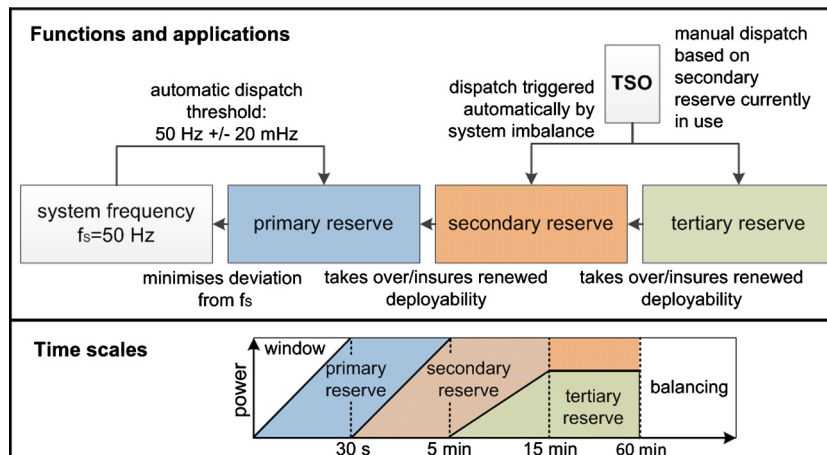 Functions and applications
automatic dispatch
threshold:
50 Hz +/- 20 mHz
dispatch triggered
automatically by
system imbalance
TSO
manual dispatch
based on
secondary
reserve currently
in use
system frequency
fs=50 Hz
primary reserve
secondary reserve
tertiary reserve
minimises deviation
from fs
takes over/insures renewed
deployability
takes over/insures renewed
deployability
Time scales
power
window
primary
reserve
secondary
reserve
tertiary
reserve
balancing
30 s
5 min
15 min
60 min